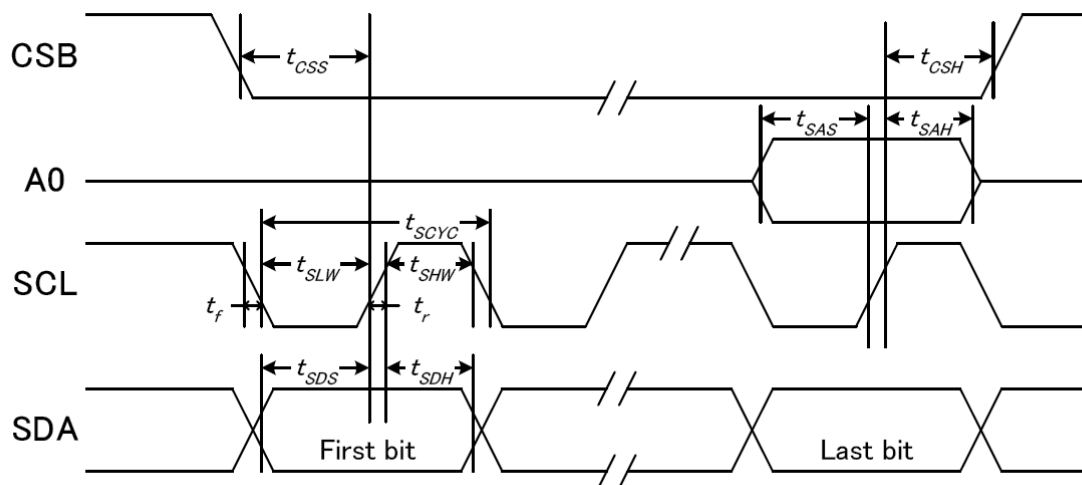 CSB
tCSS
tCSH
tSAS
tSAH
A0
tSCYC
SCL
tSLW
tSHW
tf
tr
tSDS
tSDH
SDA
First bit
Last bit